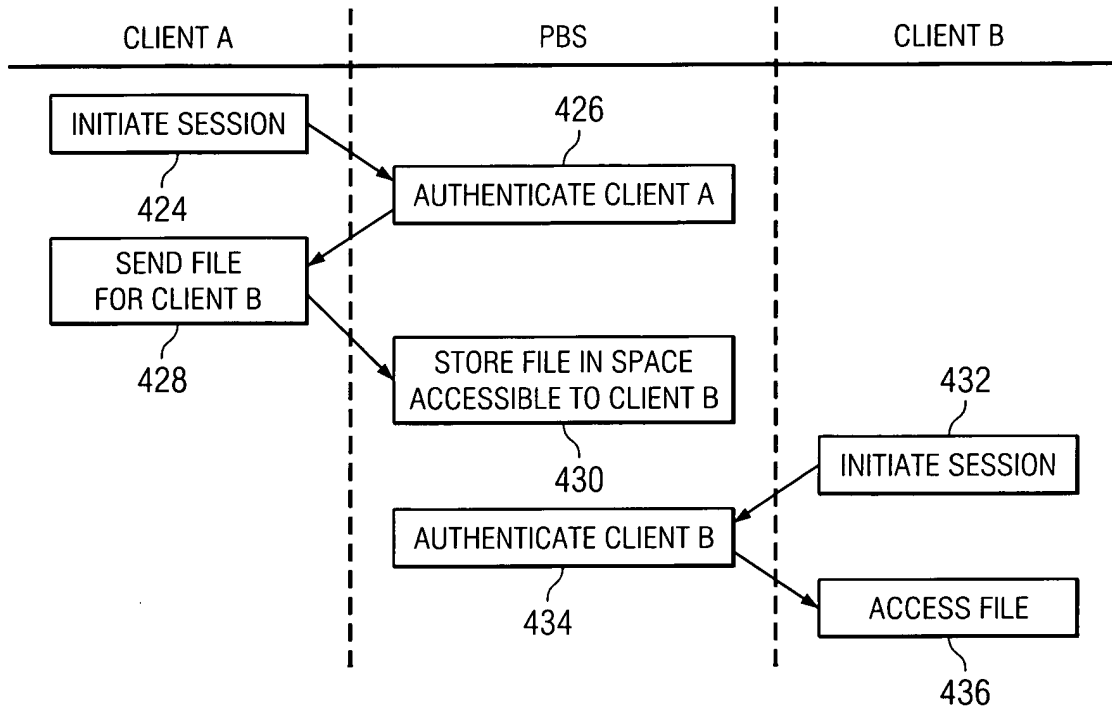 CLIENT A
PBS
CLIENT B
INITIATE SESSION
424
426
AUTHENTICATE CLIENT A
SEND FILE
FOR CLIENT B
428
STORE FILE IN SPACE
ACCESSIBLE TO CLIENT B
430
432
INITIATE SESSION
AUTHENTICATE CLIENT B
434
ACCESS FILE
436